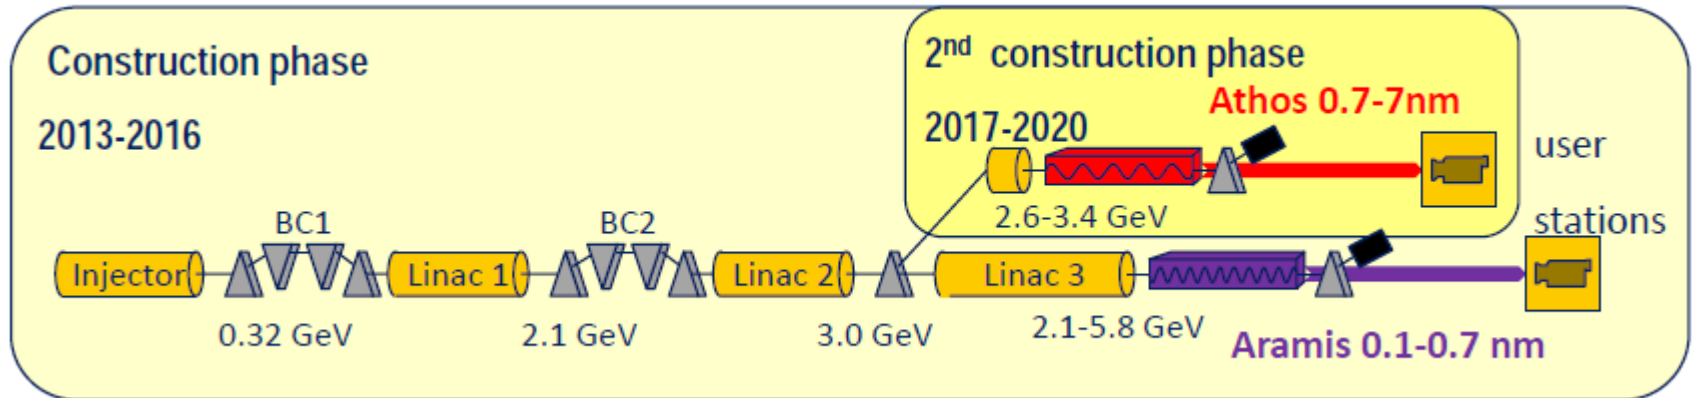 Construction phase
2013-2016
2nd construction phase
Athos 0.7-7nm
2017-2020
user
stations
2.6-3.4 GeV
BC1
BC2
Injector
Linac 1
Linac 2
Linac 3
0.32 GeV
2.1 GeV
3.0 GeV
2.1-5.8 GeV
Aramis 0.1-0.7 nm